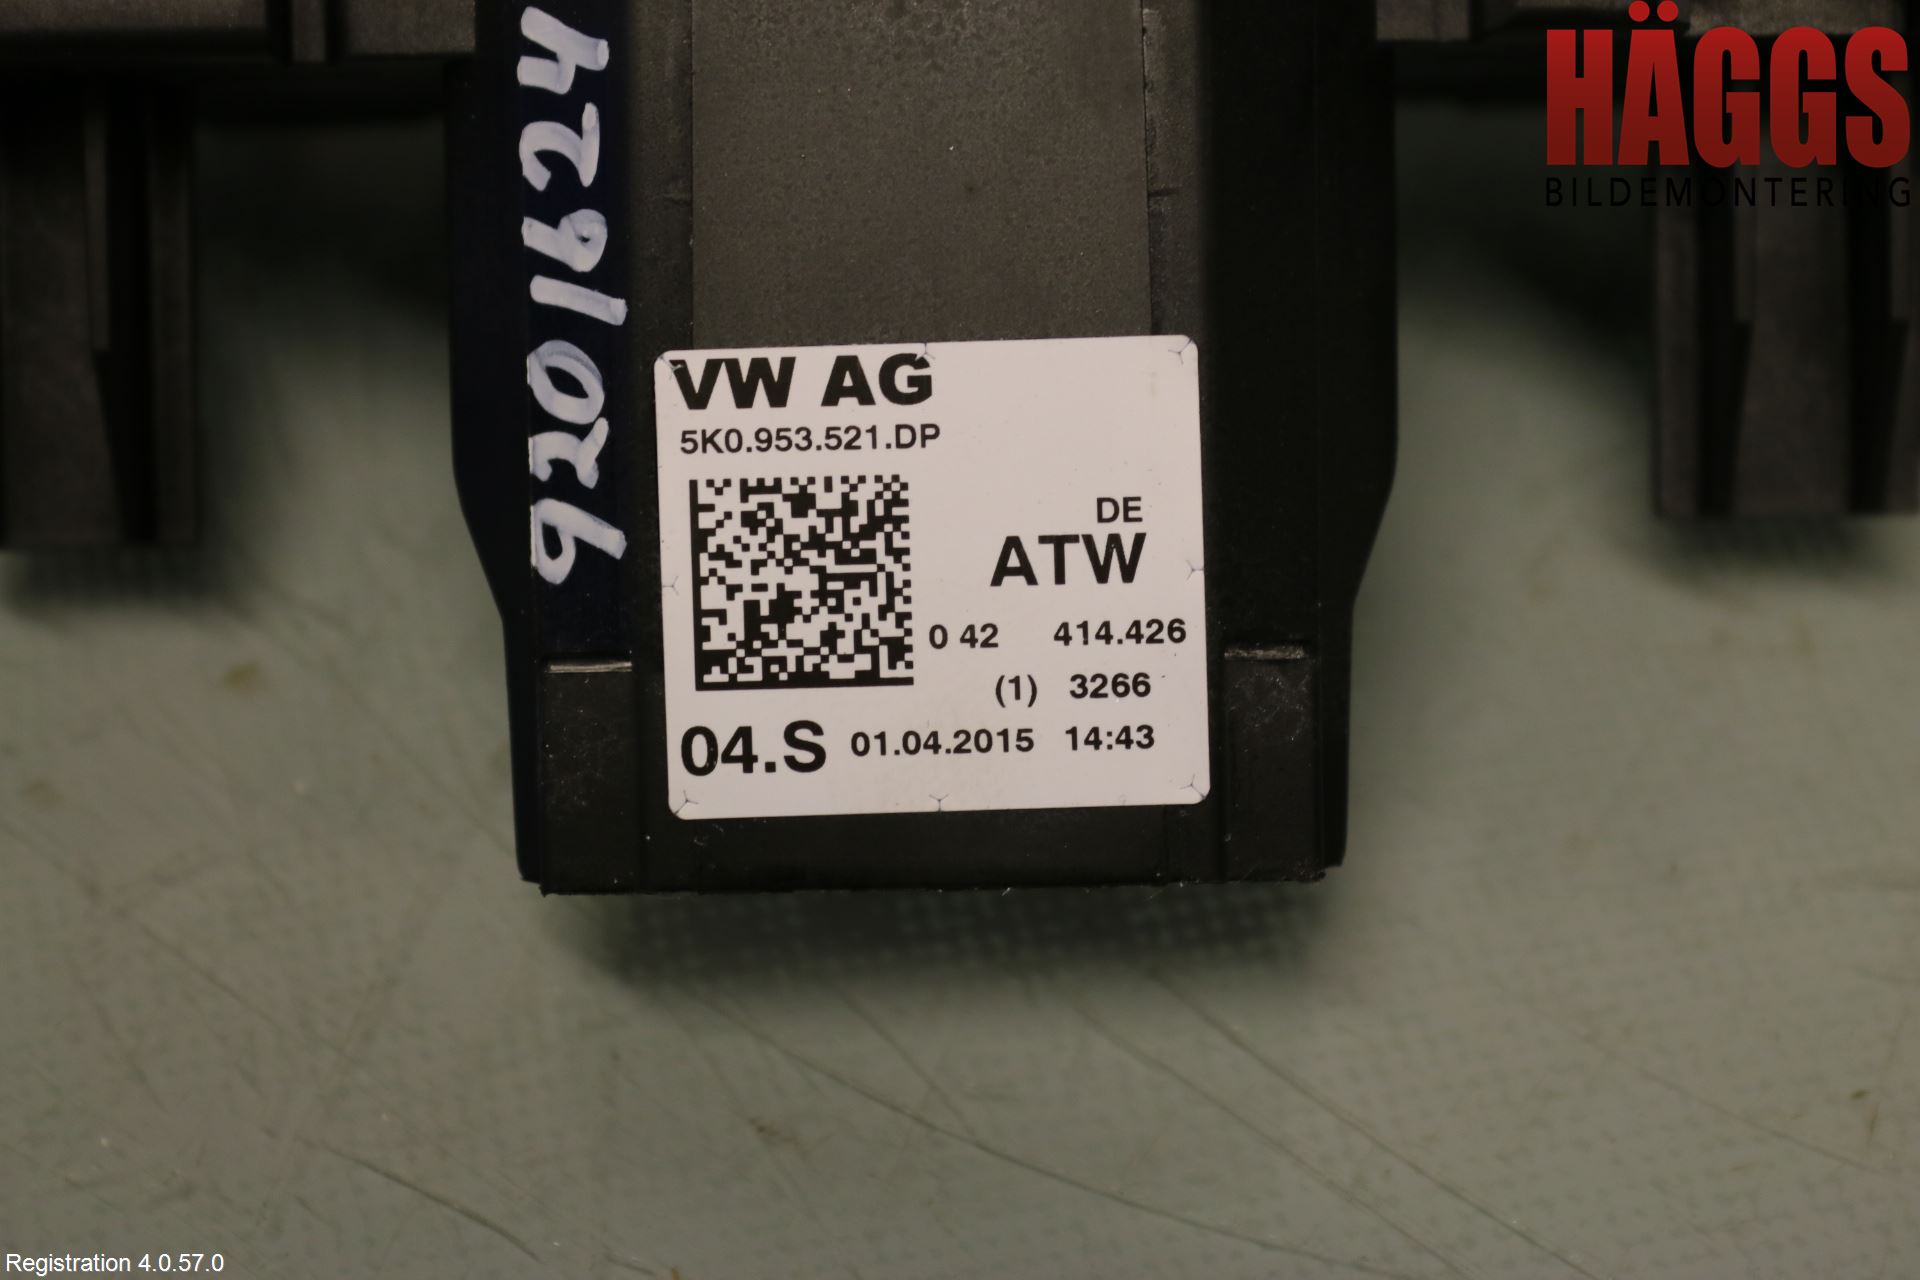 9201624
HÄGGS
BILDEMONTERING
VW AG
5K0.953.521.DP
DE
ATW
0 42 414.426
(1) 3266
04.S 01.04.2015 14:43
Registration 4.0.57.0